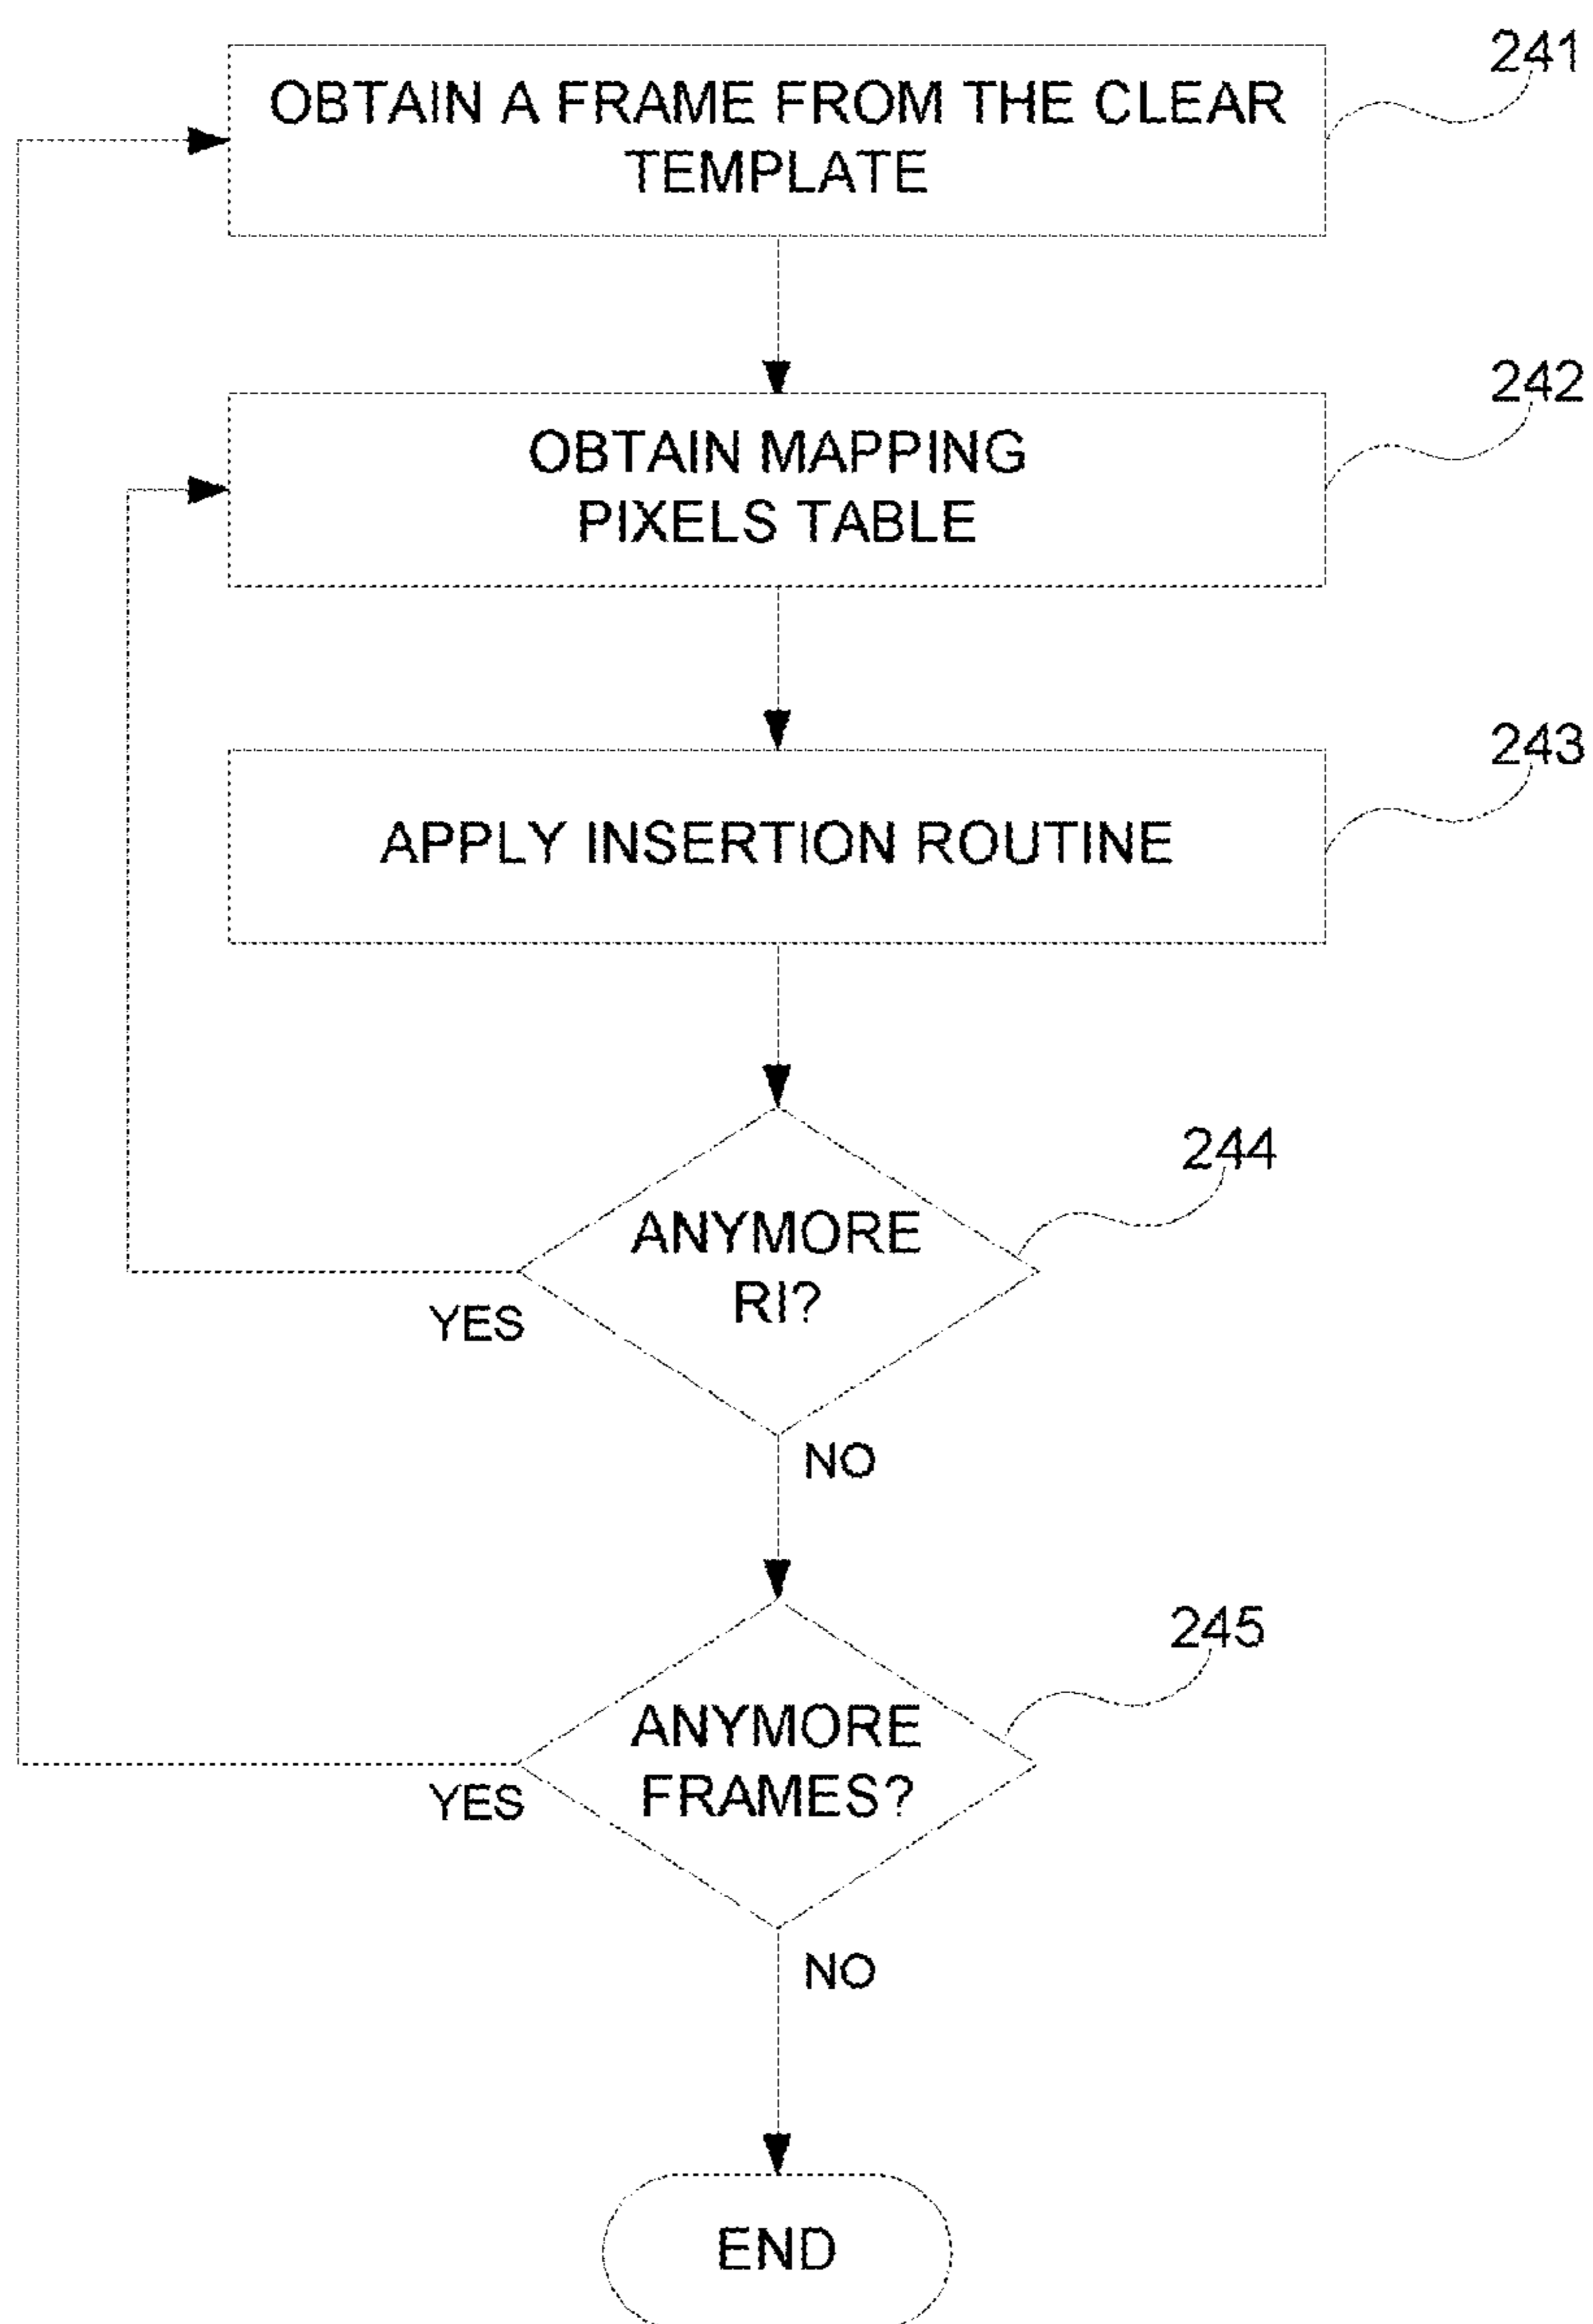 241
OBTAIN A FRAME FROM THE CLEAR
TEMPLATE
242
OBTAIN MAPPING
PIXELS TABLE
243
APPLY INSERTION ROUTINE
244
ANYMORE
RI?
YES
NO
245
ANYMORE
FRAMES?
YES
NO
END